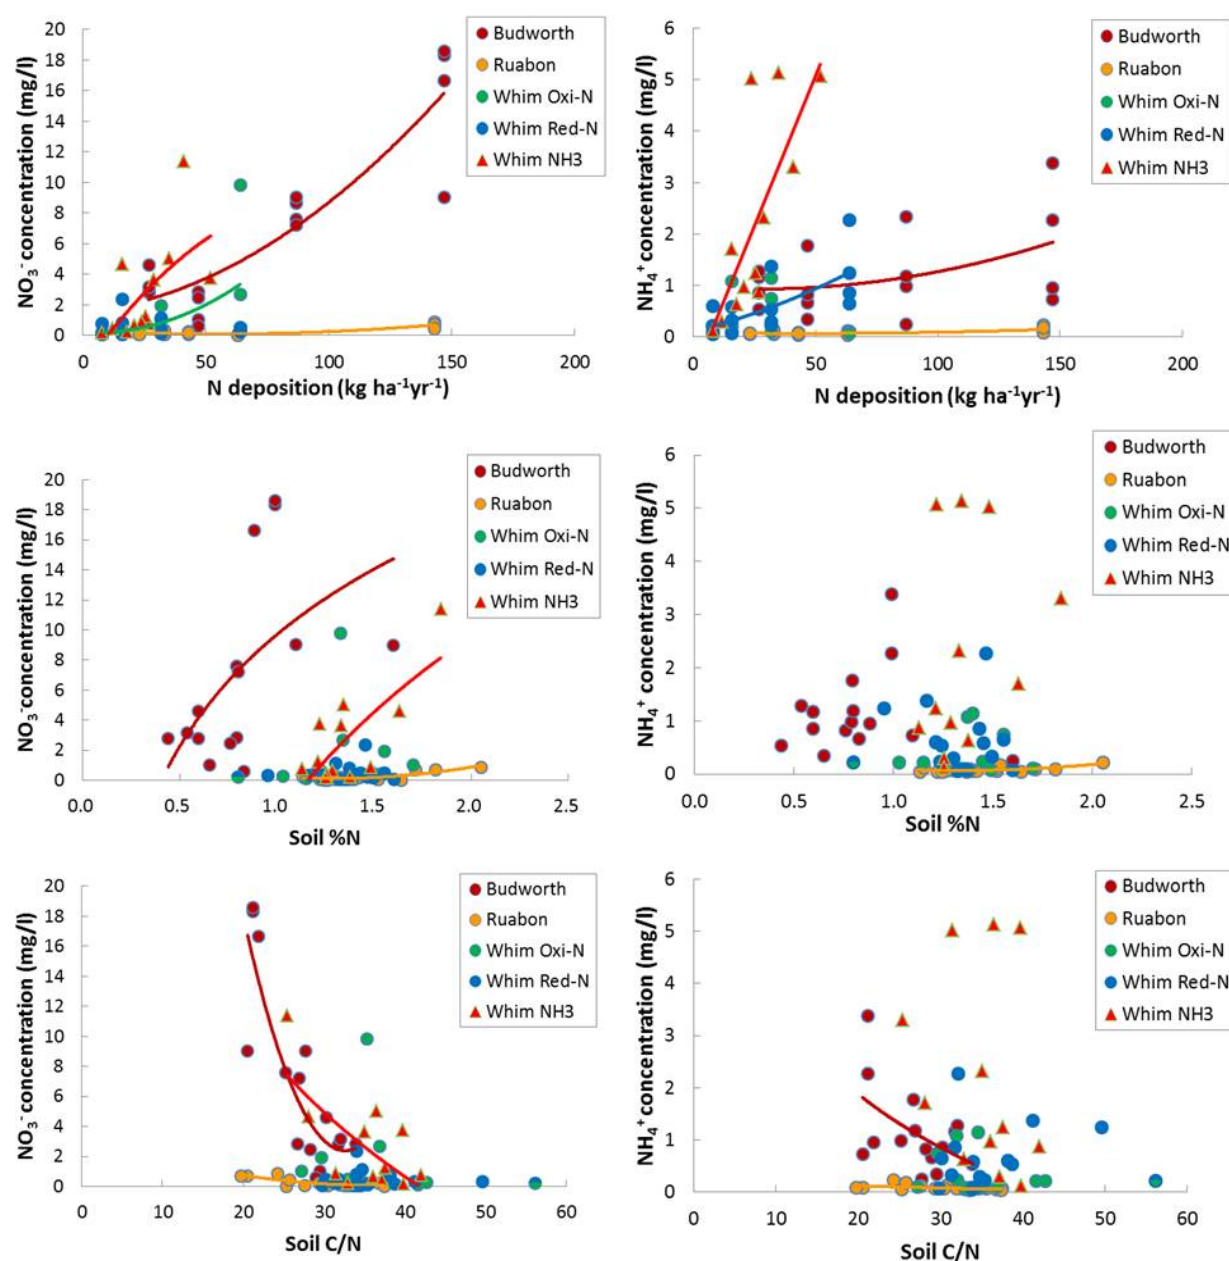 NO₃⁻ concentration (mg/l)
20
18
16
14
12
10
8
6
4
2
0
0
50
100
150
200
N deposition (kg ha⁻¹yr⁻¹)
Budworth
Ruabon
Whim Oxi-N
Whim Red-N
Whim NH3
NH₄⁺ concentration (mg/l)
6
5
4
3
2
1
0
0
50
100
150
200
N deposition (kg ha⁻¹yr⁻¹)
Budworth
Ruabon
Whim Oxi-N
Whim Red-N
Whim NH3
NO₃⁻ concentration (mg/l)
20
18
16
14
12
10
8
6
4
2
0
0.0
0.5
1.0
1.5
2.0
2.5
Soil %N
Budworth
Ruabon
Whim Oxi-N
Whim Red-N
Whim NH3
NH₄⁺ concentration (mg/l)
6
5
4
3
2
1
0
0.0
0.5
1.0
1.5
2.0
2.5
Soil %N
Budworth
Ruabon
Whim Oxi-N
Whim Red-N
Whim NH3
NO₃⁻ concentration (mg/l)
20
18
16
14
12
10
8
6
4
2
0
0
10
20
30
40
50
60
Soil C/N
Budworth
Ruabon
Whim Oxi-N
Whim Red-N
Whim NH3
NH₄⁺ concentration (mg/l)
6
5
4
3
2
1
0
0
10
20
30
40
50
60
Soil C/N
Budworth
Ruabon
Whim Oxi-N
Whim Red-N
Whim NH3